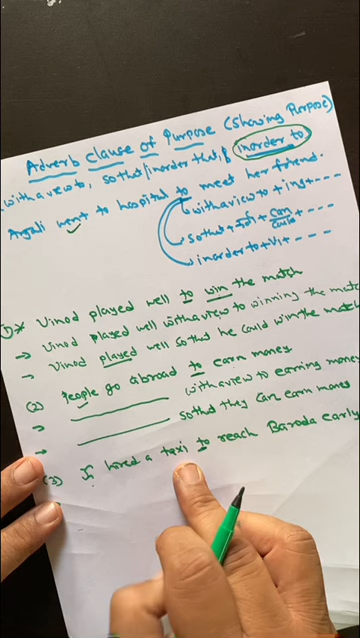 Adverb Clause of Purpose (Showing Purpose)
(with a view to, so that / in order that, & in order to
Anjali went to hospital to meet her friend.
with a view to + ing + ---
so that + + can/could + ---
in order to + V1 + ---
(1)* Vinod played well to win the match
→ Vinod played well with a view to winning the match
→ Vinod played well so that he could win the match
(2) People go abroad to earn money.
→ ________ with a view to earning money
→ ________ so that they can earn money
(3) I hired a taxi to reach Baroda early